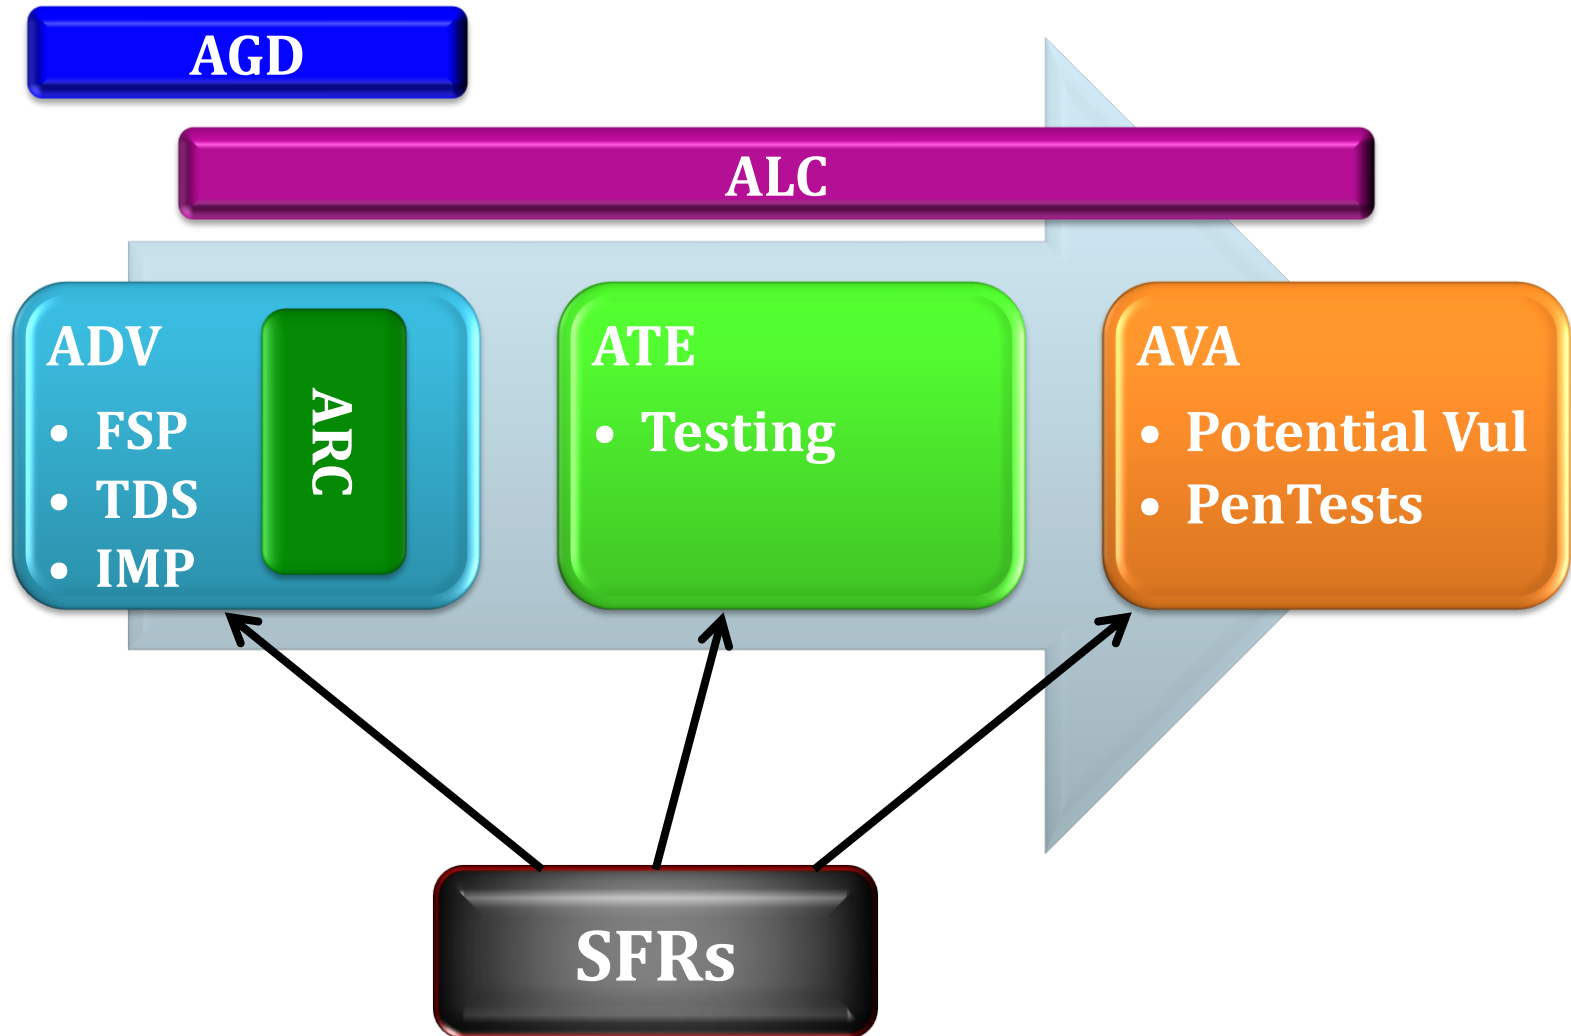 AGD
ALC
ADV
• FSP
• TDS
• IMP
ARC
ATE
• Testing
AVA
• Potential Vul
• PenTests
SFRs